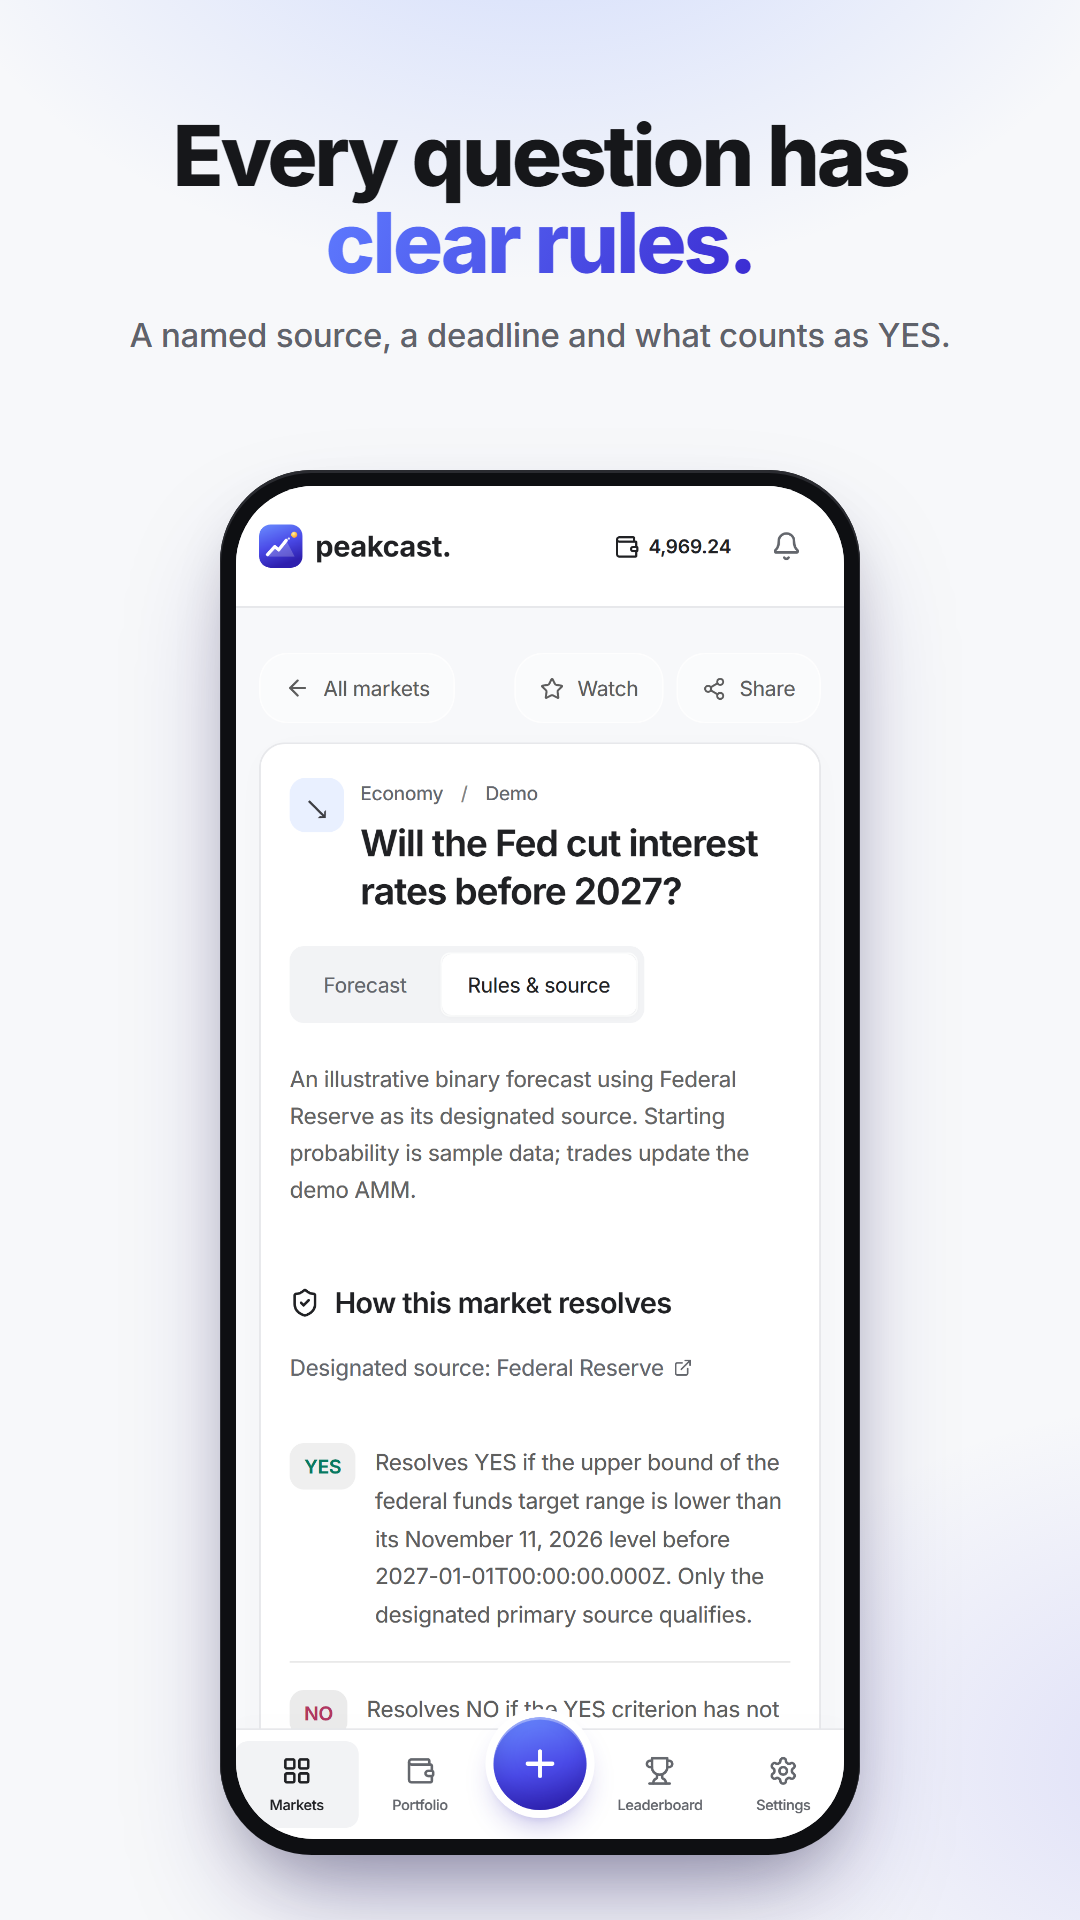 Every question has
clear rules.
A named source, a deadline and what counts as YES.
peakcast.
4,969.24
All markets
Watch
Share
Economy / Demo
Will the Fed cut interest
rates before 2027?
Forecast
Rules & source
An illustrative binary forecast using Federal
Reserve as its designated source. Starting
probability is sample data; trades update the
demo AMM.
How this market resolves
Designated source: Federal Reserve
YES
Resolves YES if the upper bound of the
federal funds target range is lower than
its November 11, 2026 level before
2027-01-01T00:00:00.000Z. Only the
designated primary source qualifies.
NO
Resolves NO if the YES criterion has not
Markets
Portfolio
Leaderboard
Settings